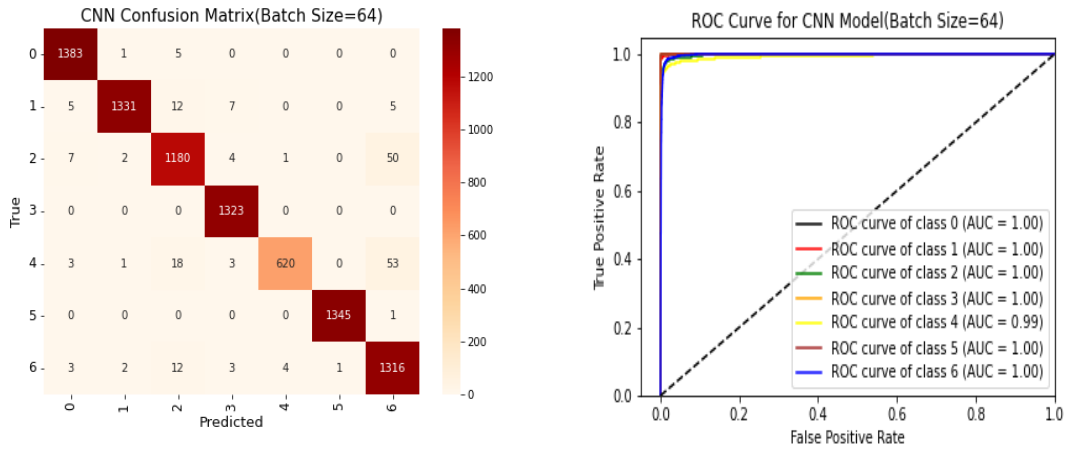 CNN Confusion Matrix(Batch Size=64)
0 1383 1 5 0 0 0 0
1 5 1331 12 7 0 0 5
2 7 2 1180 4 1 0 50
3 0 0 0 1323 0 0 0
4 3 1 18 3 620 0 53
5 0 0 0 0 0 1345 1
6 3 2 12 3 4 1 1316
0 1 2 3 4 5 6
Predicted
True
1200
1000
800
600
400
200
0
ROC Curve for CNN Model(Batch Size=64)
1.0
0.8
0.6
0.4
0.2
0.0
True Positive Rate
ROC curve of class 0 (AUC = 1.00)
ROC curve of class 1 (AUC = 1.00)
ROC curve of class 2 (AUC = 1.00)
ROC curve of class 3 (AUC = 1.00)
ROC curve of class 4 (AUC = 0.99)
ROC curve of class 5 (AUC = 1.00)
ROC curve of class 6 (AUC = 1.00)
0.0 0.2 0.4 0.6 0.8 1.0
False Positive Rate